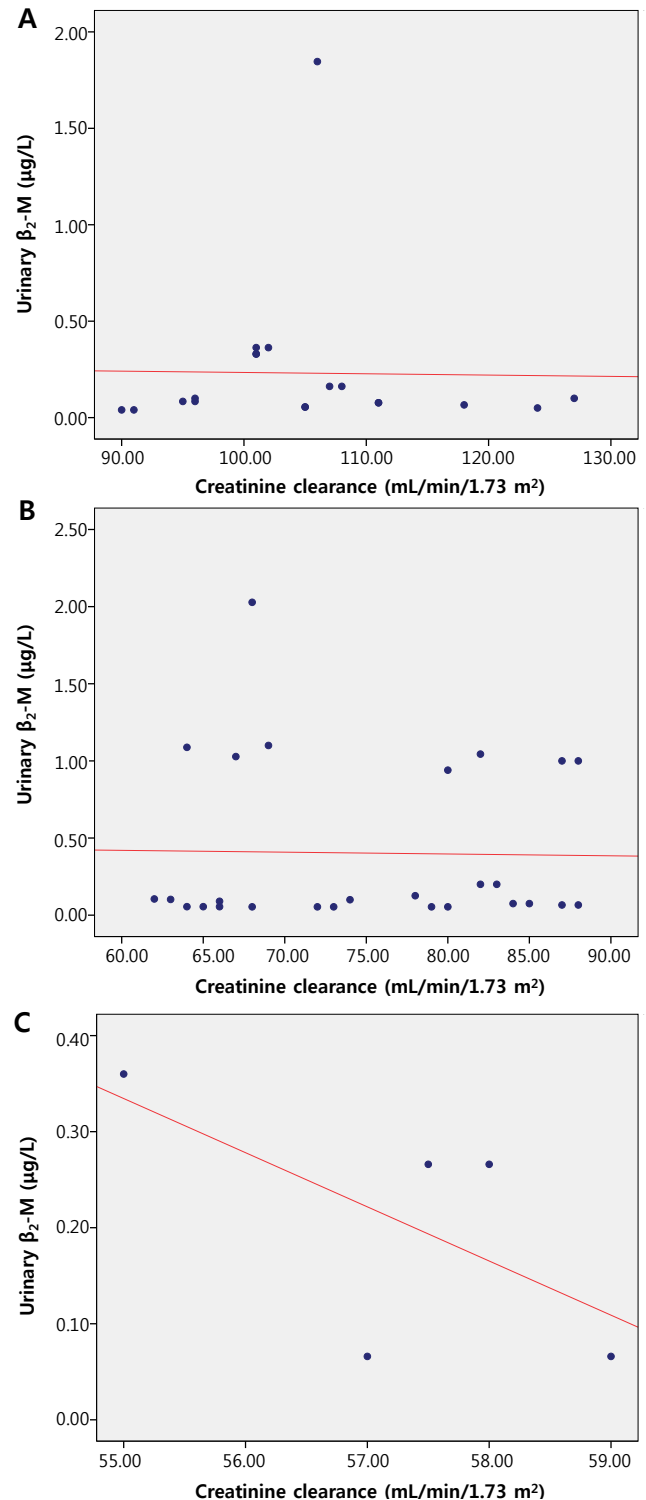 A
2.00
1.50
1.00
0.50
0.00
Urinary β₂-M (μg/L)
90.00 100.00 110.00 120.00 130.00
Creatinine clearance (mL/min/1.73 m²)
B
2.50
2.00
1.50
1.00
0.50
0.00
Urinary β₂-M (μg/L)
60.00 65.00 70.00 75.00 80.00 85.00 90.00
Creatinine clearance (mL/min/1.73 m²)
C
0.40
0.30
0.20
0.10
0.00
Urinary β₂-M (μg/L)
55.00 56.00 57.00 58.00 59.00
Creatinine clearance (mL/min/1.73 m²)